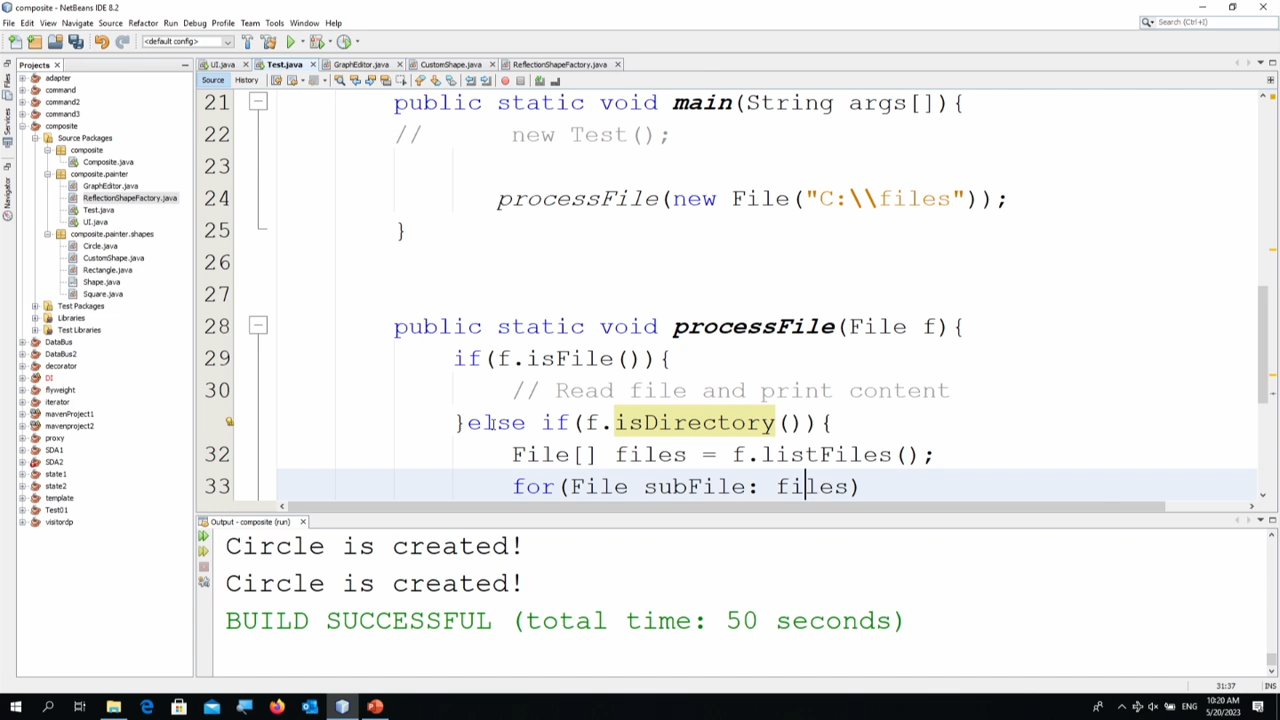 composite - NetBeans IDE 8.2
File Edit View Navigate Source Refactor Run Debug Profile Team Tools Window Help
Search (Ctrl+I)
<default config>
Projects
UI.java Test.java GraphEditor.java CustomShape.java ReflectionShapeFactory.java
Source History
Files
Services
Navigator
adapter
command
command2
command3
composite
Source Packages
composite
Composite.java
composite.painter
GraphEditor.java
ReflectionShapeFactory.java
Test.java
UI.java
composite.painter.shapes
Circle.java
CustomShape.java
Rectangle.java
Shape.java
Square.java
Test Packages
Libraries
Test Libraries
DataBus
DataBus2
decorator
DI
flyweight
iterator
mavenProject1
mavenproject2
proxy
SDA1
SDA2
state1
state2
template
Test01
visitordp
21 public static void main(String args[]){
22 // new Test();
23
24 processFile(new File("C:\\files"));
25 }
26
27
28 public static void processFile(File f){
29 if(f.isFile()){
30 // Read file and print content
}else if(f.isDirectory()){
32 File[] files = f.listFiles();
33 for(File subFile: files)
Output - composite (run)
Circle is created!
Circle is created!
BUILD SUCCESSFUL (total time: 50 seconds)
31:37 INS
ENG
10:20 AM
5/20/2023